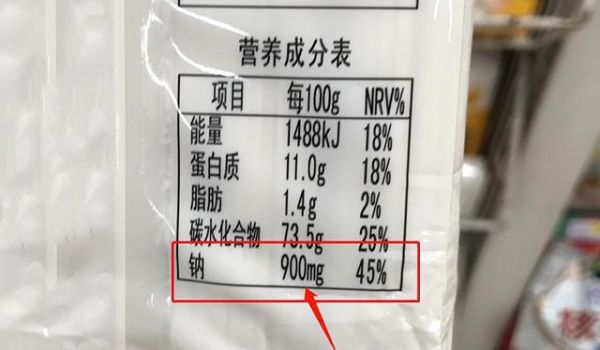 营养成分表
项目 每100g NRV%
能量 1488kJ 18%
蛋白质 11.0g 18%
脂肪 1.4g 2%
碳水化合物 73.5g 25%
钠 900mg 45%
核